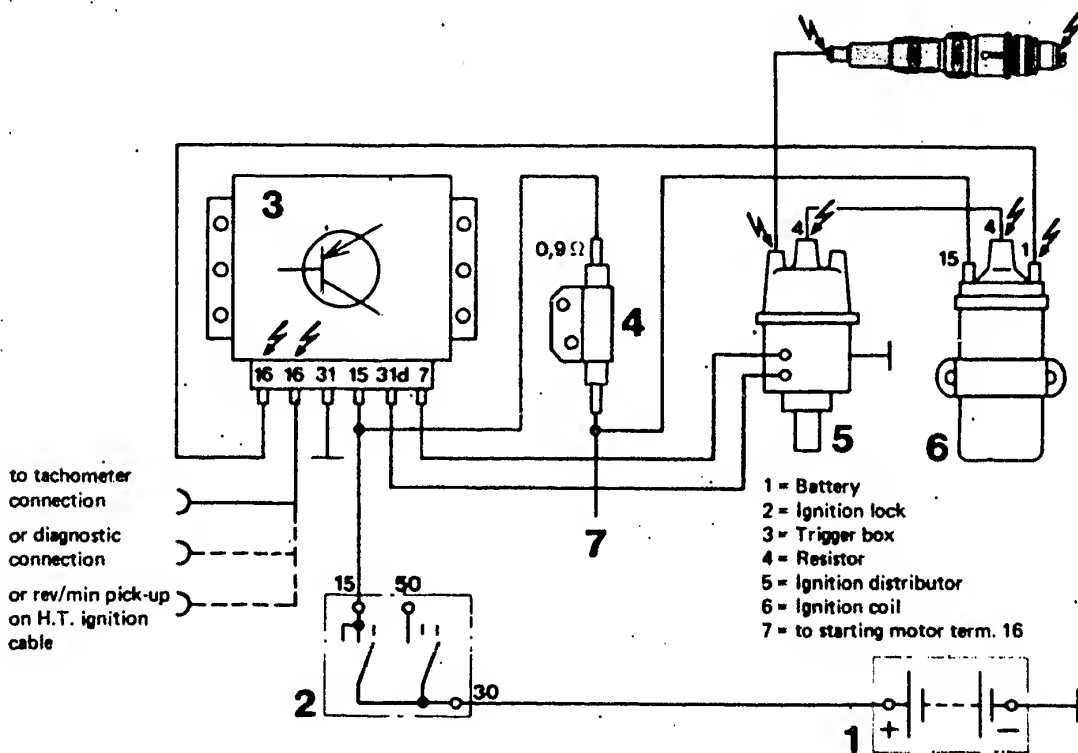 3
0,9 Ω
4
4
4
15
1
16 16 31 15 31d 7
5
6
to tachometer
connection
or diagnostic
connection
or rev/min pick-up
on H.T. ignition
cable
7
1 = Battery
2 = Ignition lock
3 = Trigger box
4 = Resistor
5 = Ignition distributor
6 = Ignition coil
7 = to starting motor term. 16
15 50
30
2
1
+ −